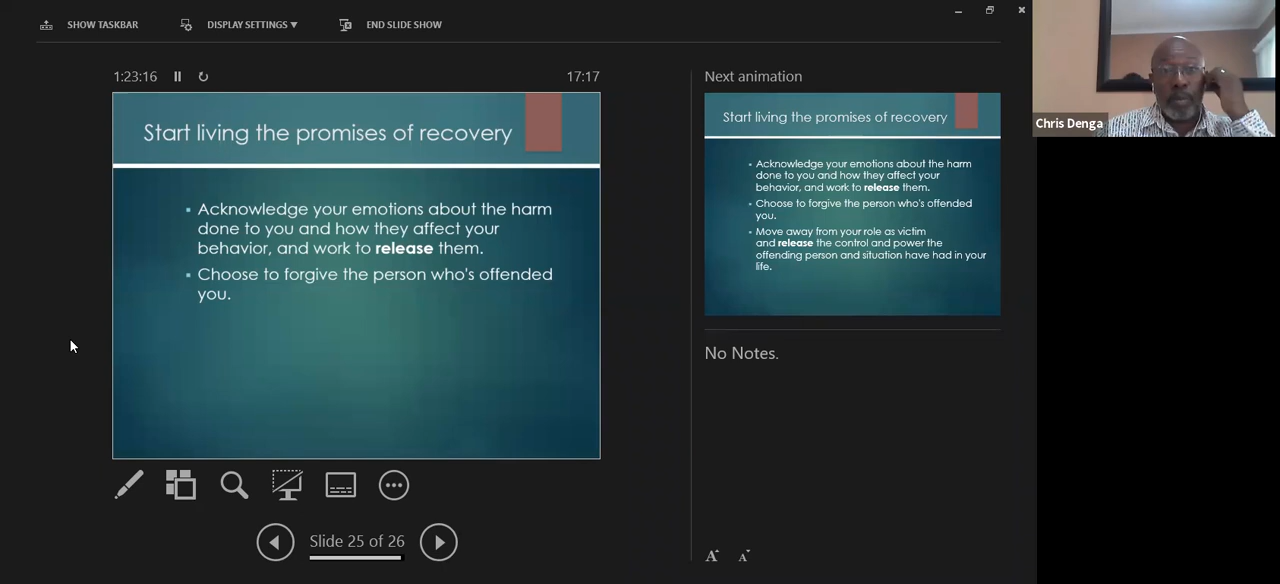 SHOW TASKBAR
DISPLAY SETTINGS ▼
END SLIDE SHOW
1:23:16
17:17
Start living the promises of recovery
▪ Acknowledge your emotions about the harm
done to you and how they affect your
behavior, and work to release them.
▪ Choose to forgive the person who's offended
you.
Slide 25 of 26
Next animation
Start living the promises of recovery
▪ Acknowledge your emotions about the harm
done to you and how they affect your
behavior, and work to release them.
▪ Choose to forgive the person who's offended
you.
▪ Move away from your role as victim
and release the control and power the
offending person and situation have had in your
life.
No Notes.
A A
Chris Denga